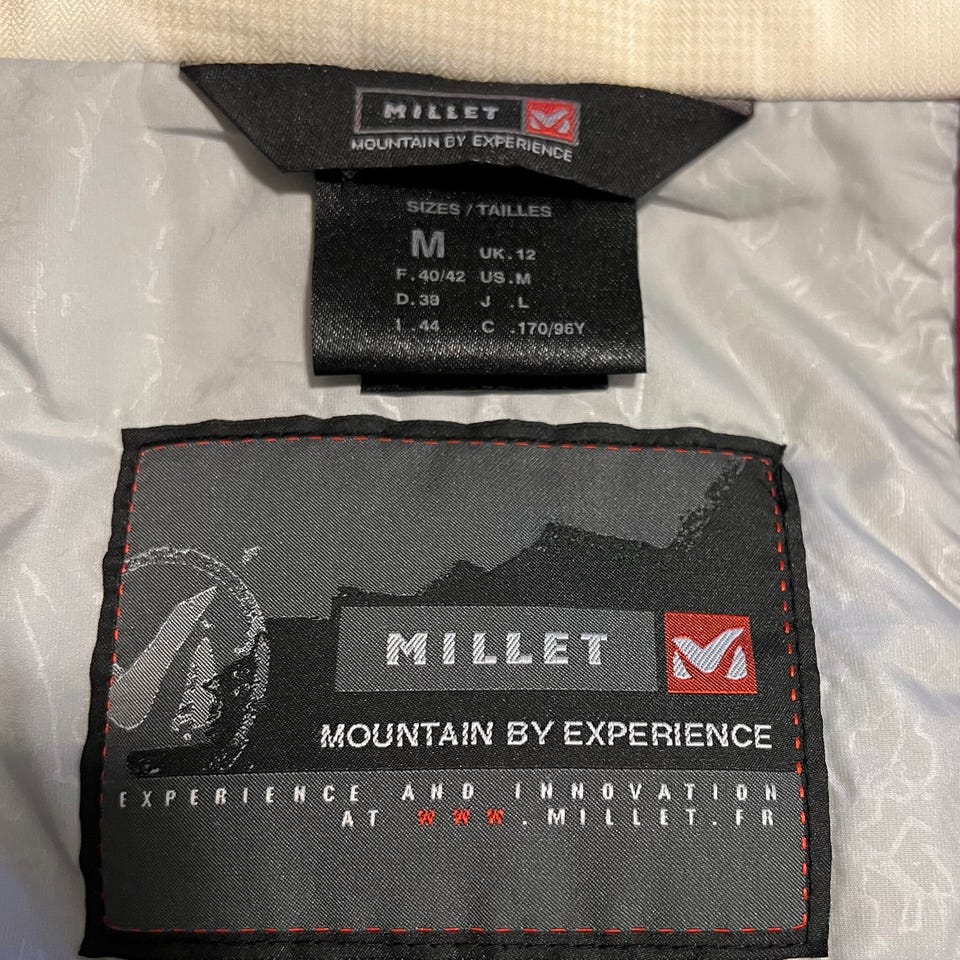 MILLET
MOUNTAIN BY EXPERIENCE
SIZES / TAILLES
M UK.12
F.40/42 US.M
D.38 J .L
I .44 C .170/96Y
MILLET
MOUNTAIN BY EXPERIENCE
EXPERIENCE AND INNOVATION
AT WWW.MILLET.FR